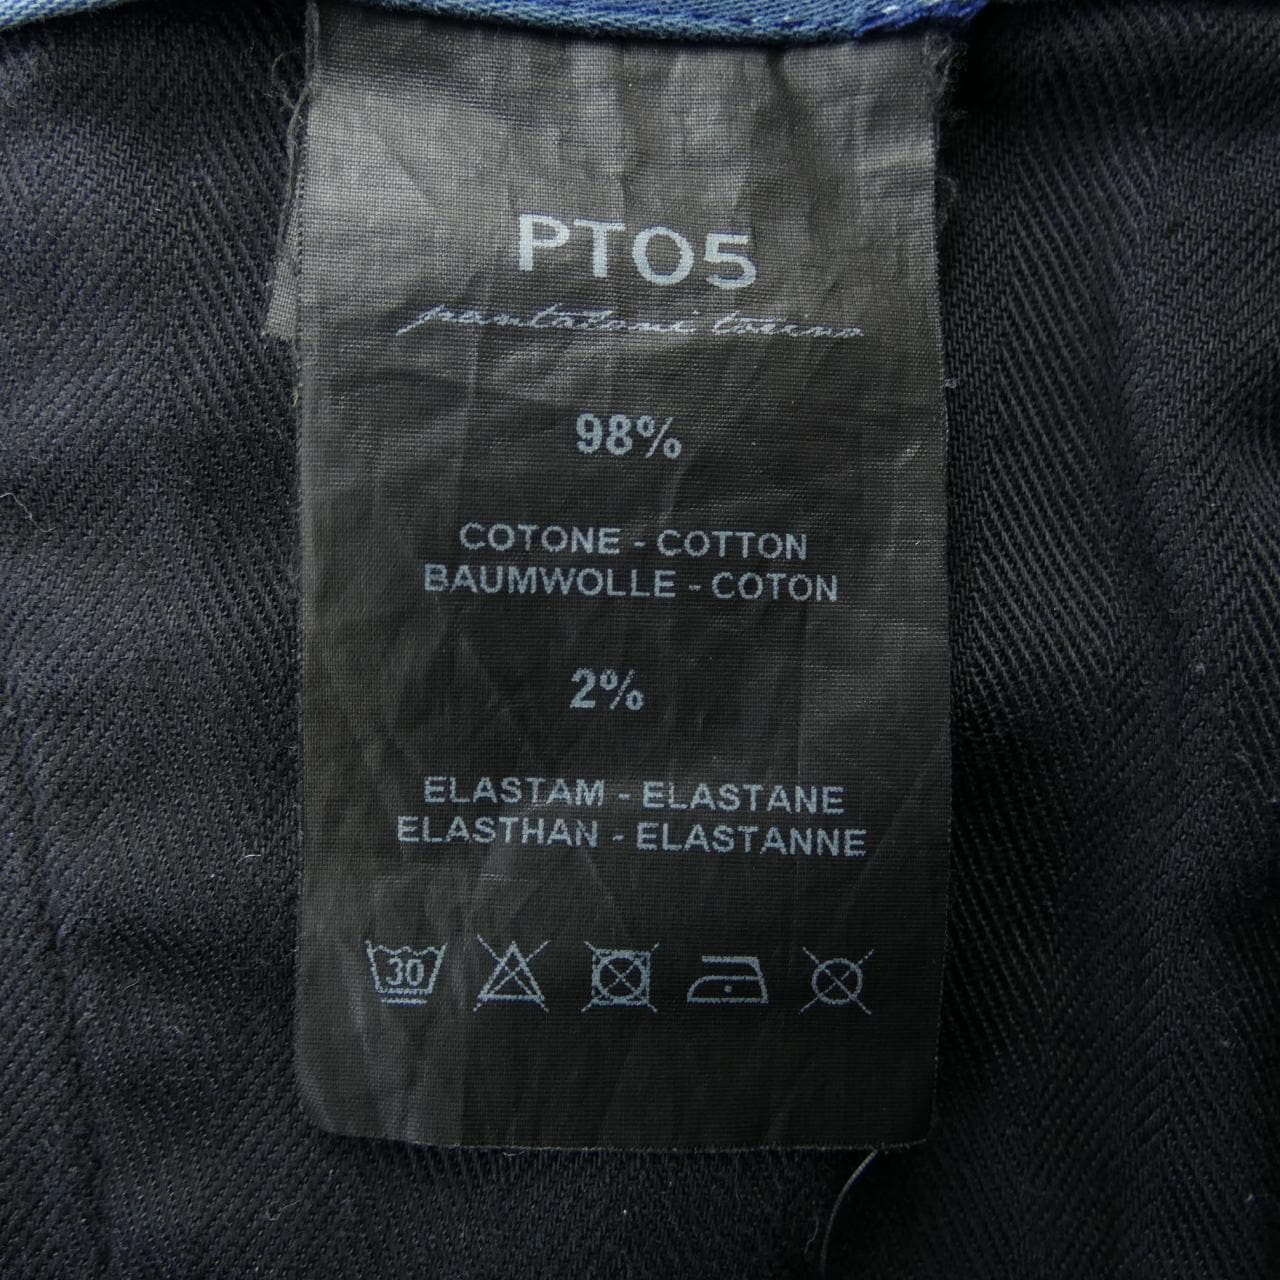 PT05
pantaloni torino
98%
COTONE - COTTON
BAUMWOLLE - COTON
2%
ELASTAM - ELASTANE
ELASTHAN - ELASTANNE
30